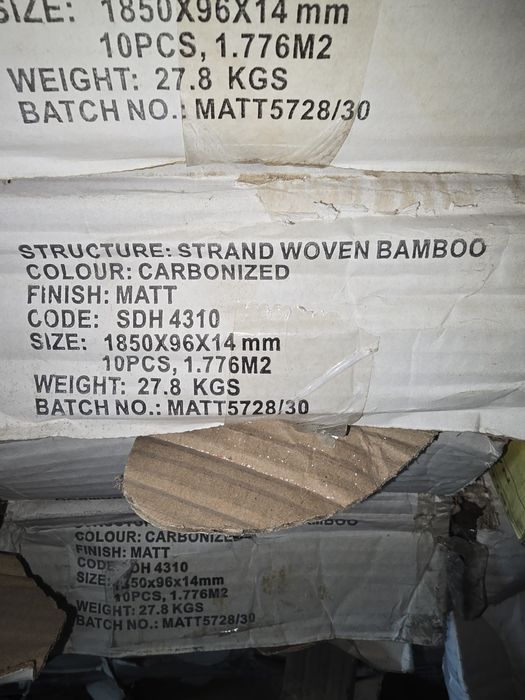 SIZE: 1850X96X14 mm
10PCS, 1.776M2
WEIGHT: 27.8 KGS
BATCH NO.: MATT5728/30
STRUCTURE: STRAND WOVEN BAMBOO
COLOUR: CARBONIZED
FINISH: MATT
CODE: SDH 4310
SIZE: 1850X96X14 mm
10PCS, 1.776M2
WEIGHT: 27.8 KGS
BATCH NO.: MATT5728/30
COLOUR:
FINISH: MATT
4310
SIZE:
10PCS, 1.776M2
WEIGHT: 27.8 KGS
BATCH NO.: MATT5728/30